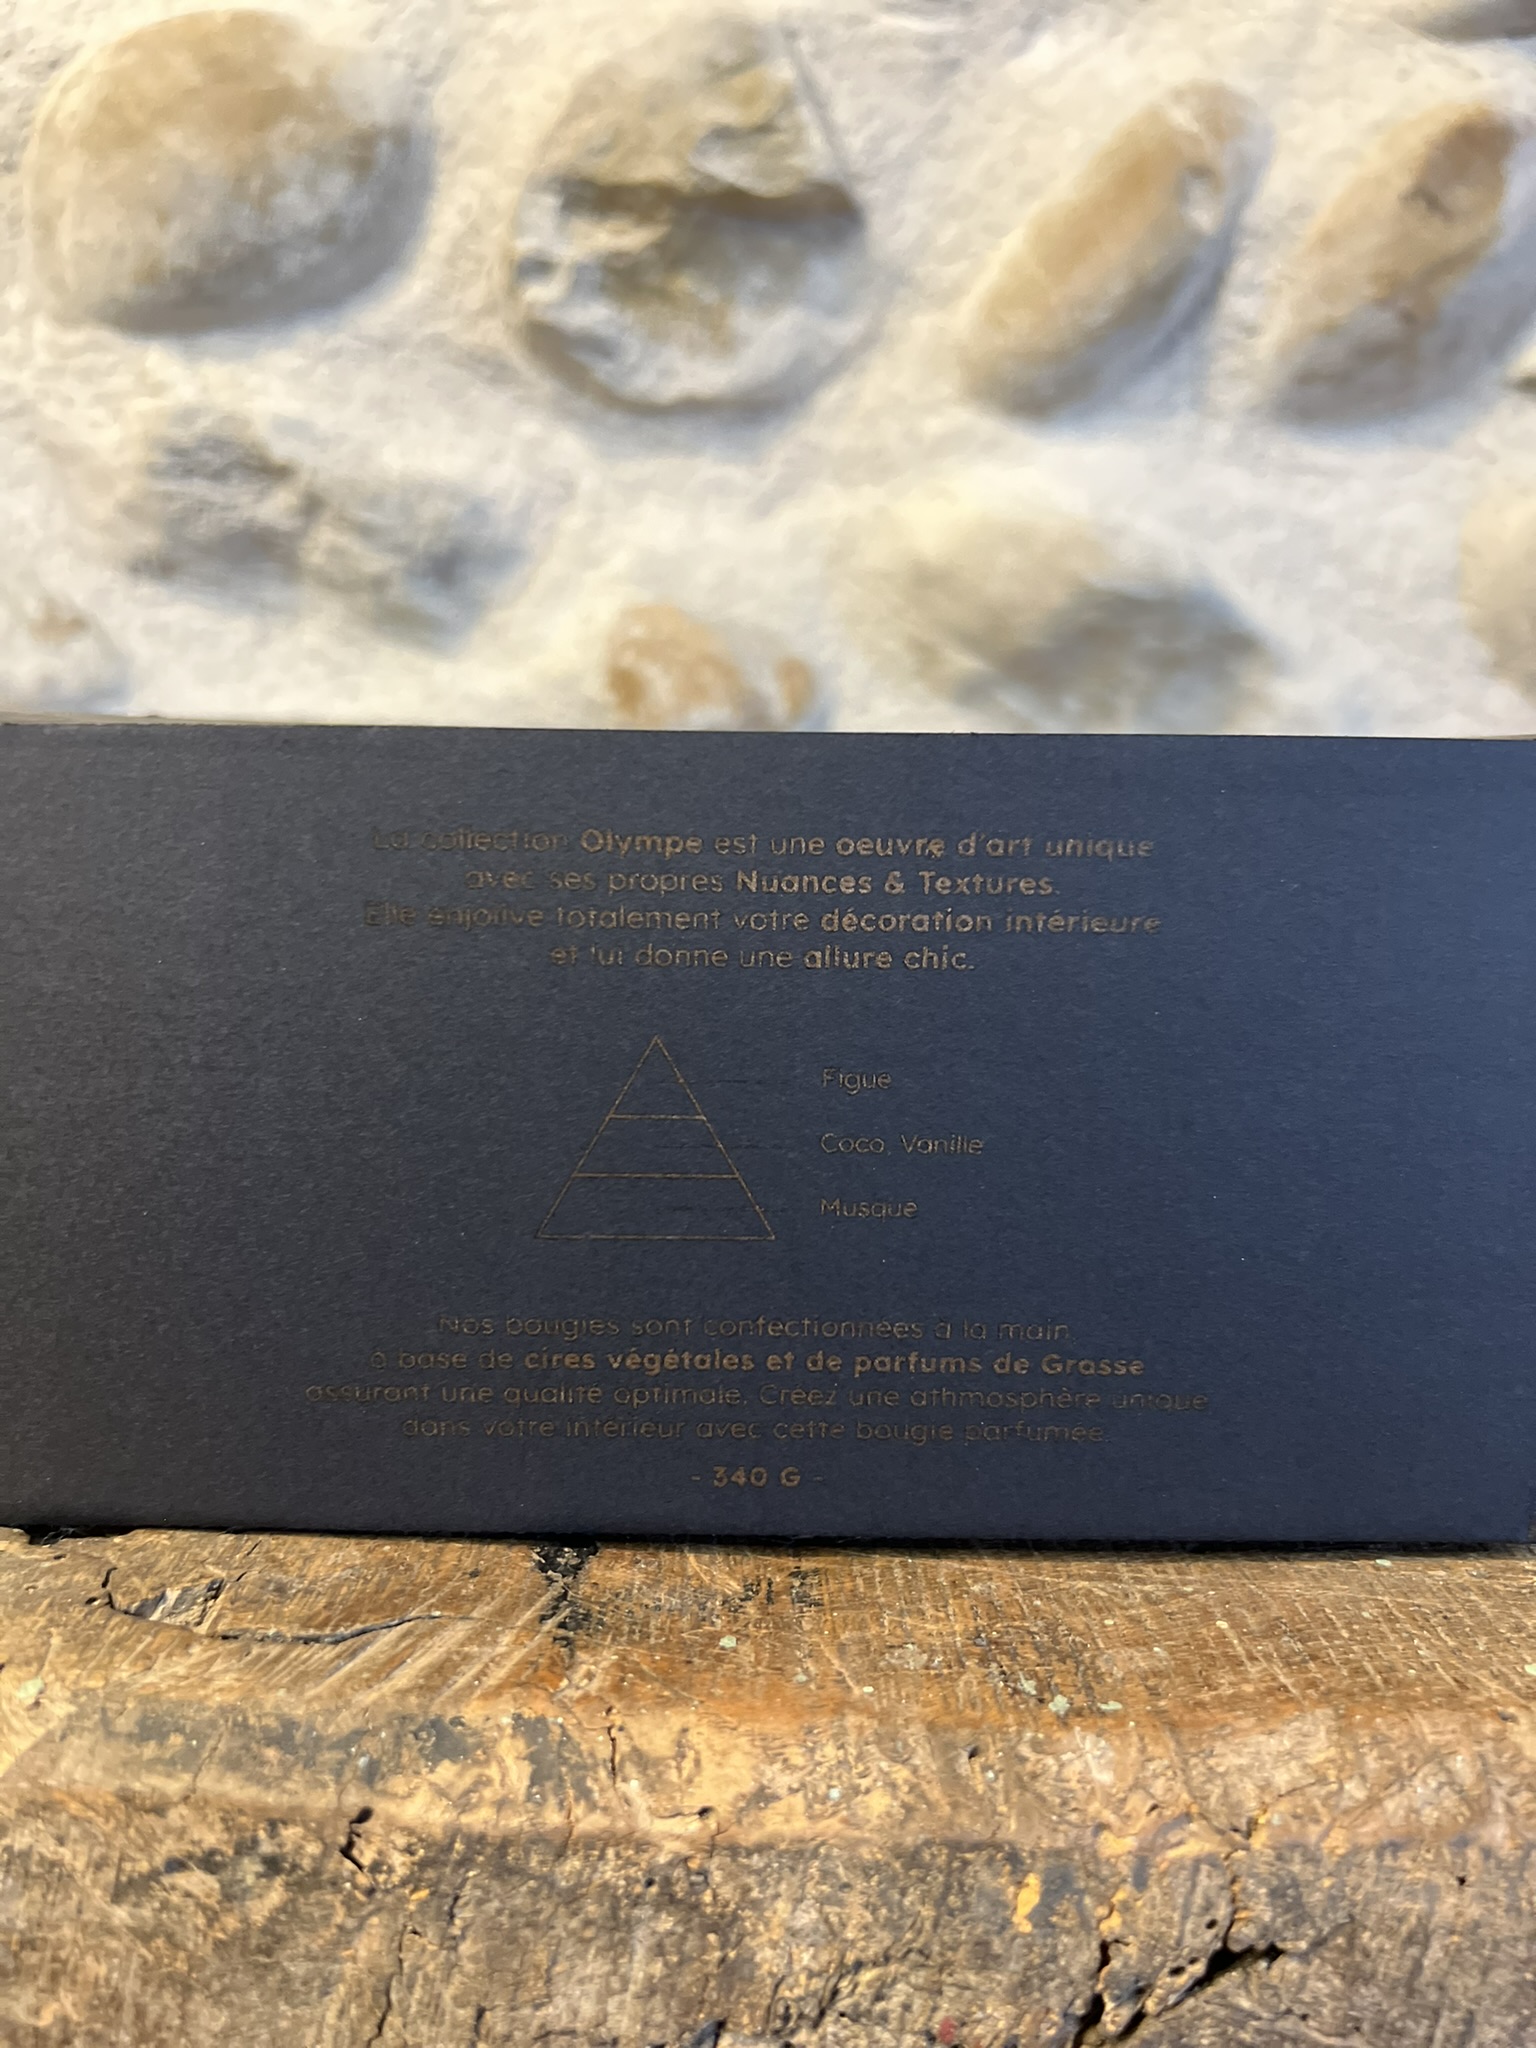 La collection Olympe est une oeuvre d'art unique
avec ses propres Nuances & Textures.
Elle enjolive totalement votre décoration intérieure
et lui donne une allure chic.
Figue
Coco, Vanille
Musque
Nos bougies sont confectionnées à la main,
à base de cires végétales et de parfums de Grasse
assurant une qualité optimale. Créez une athmosphère unique
dans votre intérieur avec cette bougie parfumée.
- 340 G -